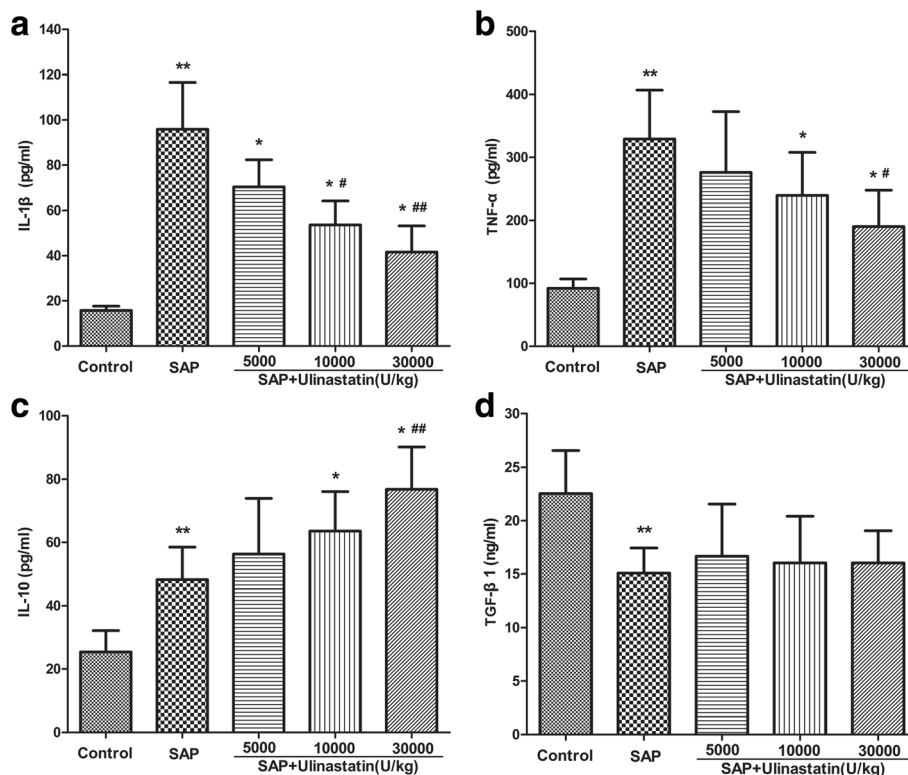 a
IL-1β (pg/ml)
140
120
100
80
60
40
20
0
**
*
* #
* ##
Control
SAP
5000
10000
30000
SAP+Ulinastatin(U/kg)
b
TNF-α (pg/ml)
500
400
300
200
100
0
**
*
* #
Control
SAP
5000
10000
30000
SAP+Ulinastatin(U/kg)
c
IL-10 (pg/ml)
100
80
60
40
20
0
**
*
* ##
Control
SAP
5000
10000
30000
SAP+Ulinastatin(U/kg)
d
TGF-β 1 (ng/ml)
30
25
20
15
10
5
0
**
Control
SAP
5000
10000
30000
SAP+Ulinastatin(U/kg)